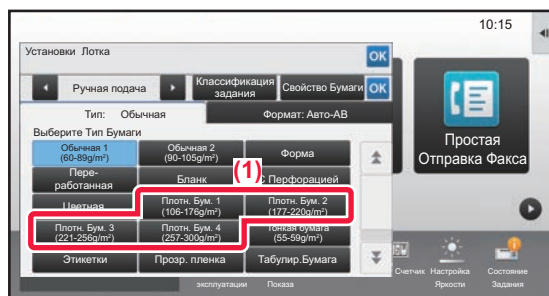 10:15
Установки Лотка
OK
Ручная подача
Классификация
задания
Свойство Бумаги
OK
Тип: Обычная
Формат: Авто-АВ
Выберите Тип Бумаги
Обычная 1
(60-89g/m²)
Обычная 2
(90-105g/m²)
Форма
Пере-
работанная
Бланк
(1)
С Перфорацией
Цветная
Плотн. Бум. 1
(106-176g/m²)
Плотн. Бум. 2
(177-220g/m²)
Плотн. Бум. 3
(221-256g/m²)
Плотн. Бум. 4
(257-300g/m²)
Тонкая бумага
(55-59g/m²)
Этикетки
Прозр. пленка
Табулир.Бумага
Простая
Отправка Факса
эксплуатации
Показа
Счетчик
Настройка
Яркости
Состояние
Задания